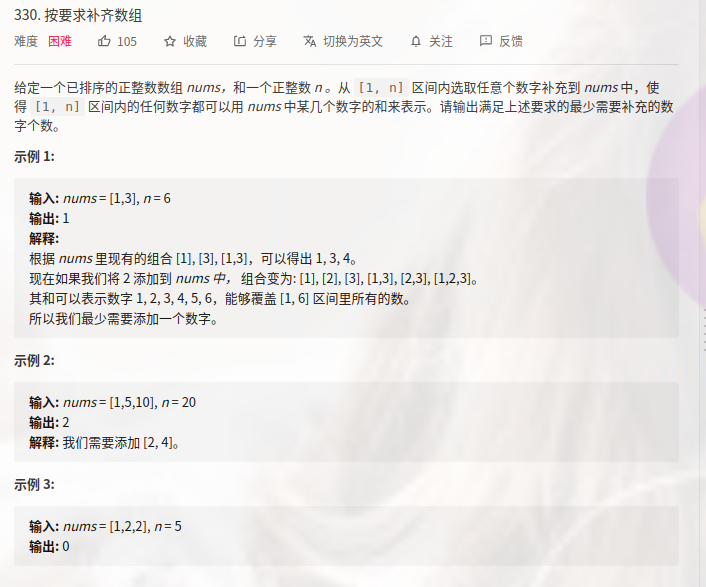 330. 按要求补齐数组
难度 困难 105 收藏 分享 切换为英文 关注 反馈
给定一个已排序的正整数数组 nums，和一个正整数 n 。从 [1, n] 区间内选取任意个数字补充到 nums 中，使
得 [1, n] 区间内的任何数字都可以用 nums 中某几个数字的和来表示。请输出满足上述要求的最少需要补充的数
字个数。
示例 1:
输入: nums = [1,3], n = 6
输出: 1
解释:
根据 nums 里现有的组合 [1], [3], [1,3]，可以得出 1, 3, 4。
现在如果我们将 2 添加到 nums 中， 组合变为: [1], [2], [3], [1,3], [2,3], [1,2,3]。
其和可以表示数字 1, 2, 3, 4, 5, 6，能够覆盖 [1, 6] 区间里所有的数。
所以我们最少需要添加一个数字。
示例 2:
输入: nums = [1,5,10], n = 20
输出: 2
解释: 我们需要添加 [2, 4]。
示例 3:
输入: nums = [1,2,2], n = 5
输出: 0